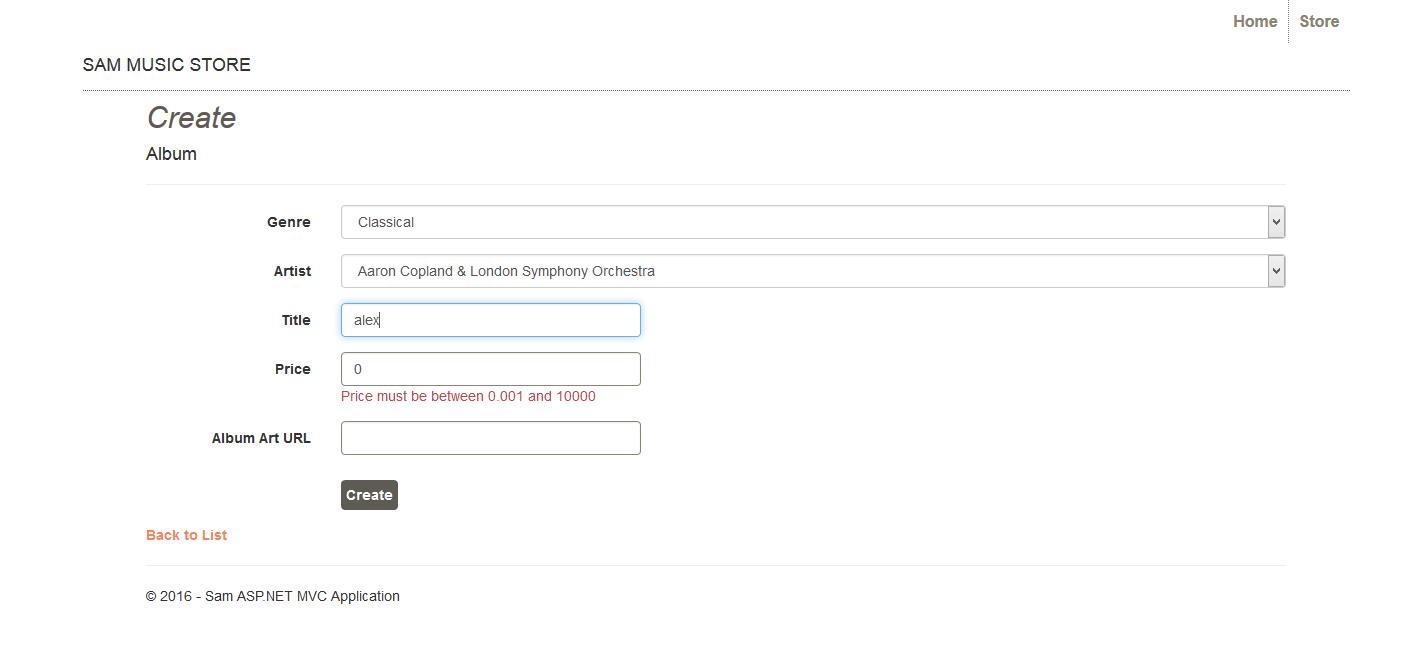 Home Store
SAM MUSIC STORE
Create
Album
Genre Classical
Artist Aaron Copland & London Symphony Orchestra
Title alex
Price 0
Price must be between 0.001 and 10000
Album Art URL
Create
Back to List
© 2016 - Sam ASP.NET MVC Application